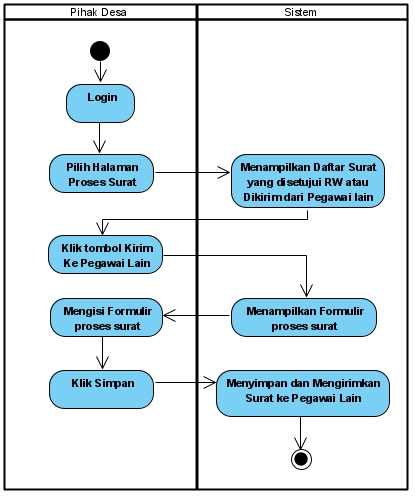 Pihak Desa
Sistem
Login
Pilih Halaman
Proses Surat
Menampilkan Daftar Surat
yang disetujui RW atau
Dikirim dari Pegawai lain
Klik tombol Kirim
Ke Pegawai Lain
Menampilkan Formulir
proses surat
Mengisi Formulir
proses surat
Klik Simpan
Menyimpan dan Mengirimkan
Surat ke Pegawai Lain